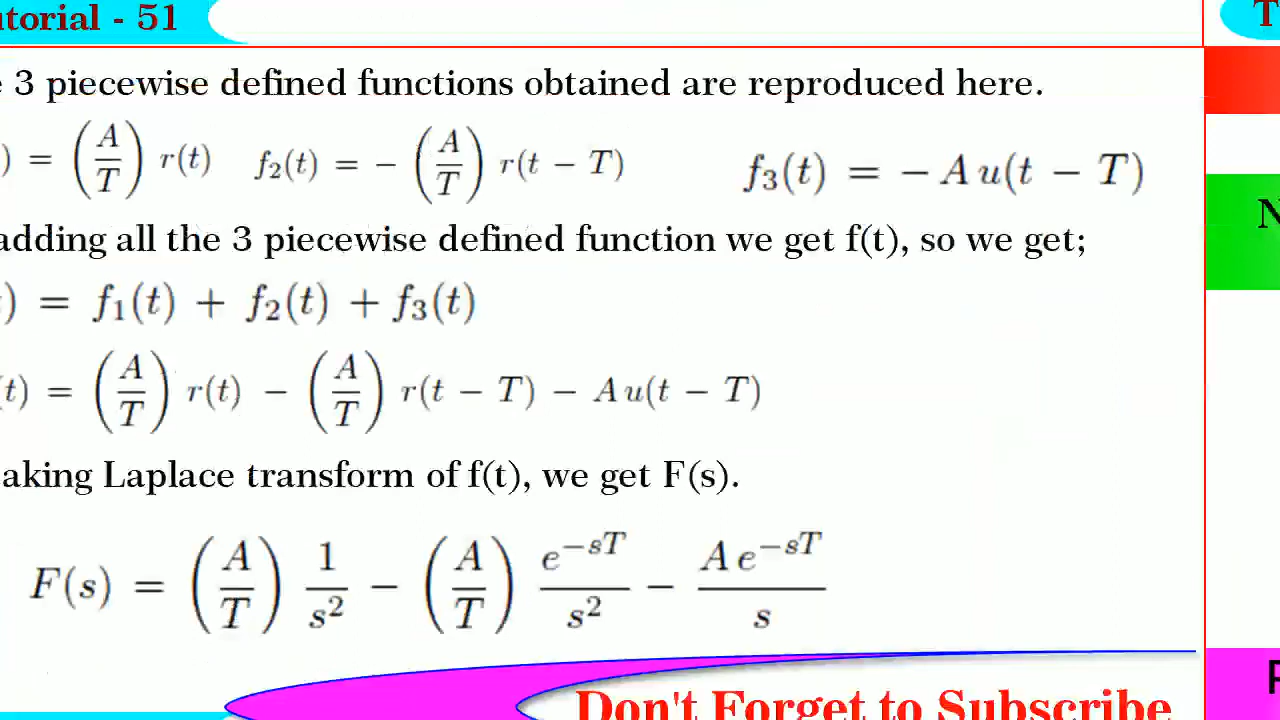 utorial - 51
T
e 3 piecewise defined functions obtained are reproduced here.
) = (A/T) r(t) f₂(t) = − (A/T) r(t − T) f₃(t) = − A u(t − T)
N
adding all the 3 piecewise defined function we get f(t), so we get;
) = f₁(t) + f₂(t) + f₃(t)
(t) = (A/T) r(t) − (A/T) r(t − T) − A u(t − T)
aking Laplace transform of f(t), we get F(s).
F(s) = (A/T) 1/s² − (A/T) e^{−sT}/s² − A e^{−sT}/s
Don't Forget to Subscribe